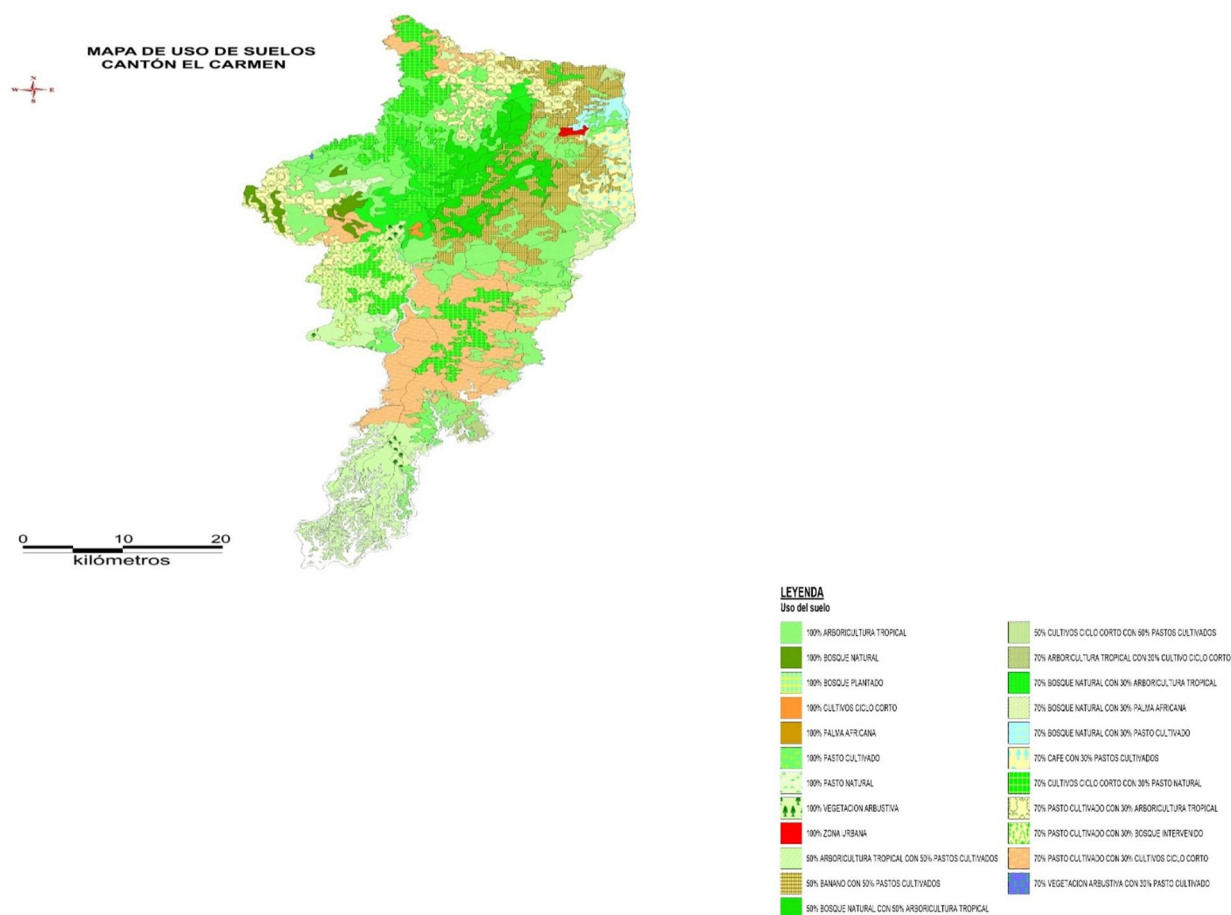 MAPA DE USO DE SUELOS
CANTÓN EL CARMEN
N
W E
S
0 10 20
kilómetros
LEYENDA
Uso del suelo
100% ARBORICULTURA TROPICAL
100% BOSQUE NATURAL
100% BOSQUE PLANTADO
100% CULTIVOS CICLO CORTO
100% PALMA AFRICANA
100% PASTO CULTIVADO
100% PASTO NATURAL
100% VEGETACION ARBUSTIVA
100% ZONA URBANA
50% ARBORICULTURA TROPICAL CON 50% PASTOS CULTIVADOS
50% BANANO CON 50% PASTOS CULTIVADOS
50% BOSQUE NATURAL CON 50% ARBORICULTURA TROPICAL
50% CULTIVOS CICLO CORTO CON 50% PASTOS CULTIVADOS
70% ARBORICULTURA TROPICAL CON 30% CULTIVO CICLO CORTO
70% BOSQUE NATURAL CON 30% ARBORICULTURA TROPICAL
70% BOSQUE NATURAL CON 30% PALMA AFRICANA
70% BOSQUE NATURAL CON 30% PASTO CULTIVADO
70% CAFE CON 30% PASTOS CULTIVADOS
70% CULTIVOS CICLO CORTO CON 30% PASTO NATURAL
70% PASTO CULTIVADO CON 30% ARBORICULTURA TROPICAL
70% PASTO CULTIVADO CON 30% BOSQUE INTERVENIDO
70% PASTO CULTIVADO CON 30% CULTIVOS CICLO CORTO
70% VEGETACION ARBUSTIVA CON 30% PASTO CULTIVADO